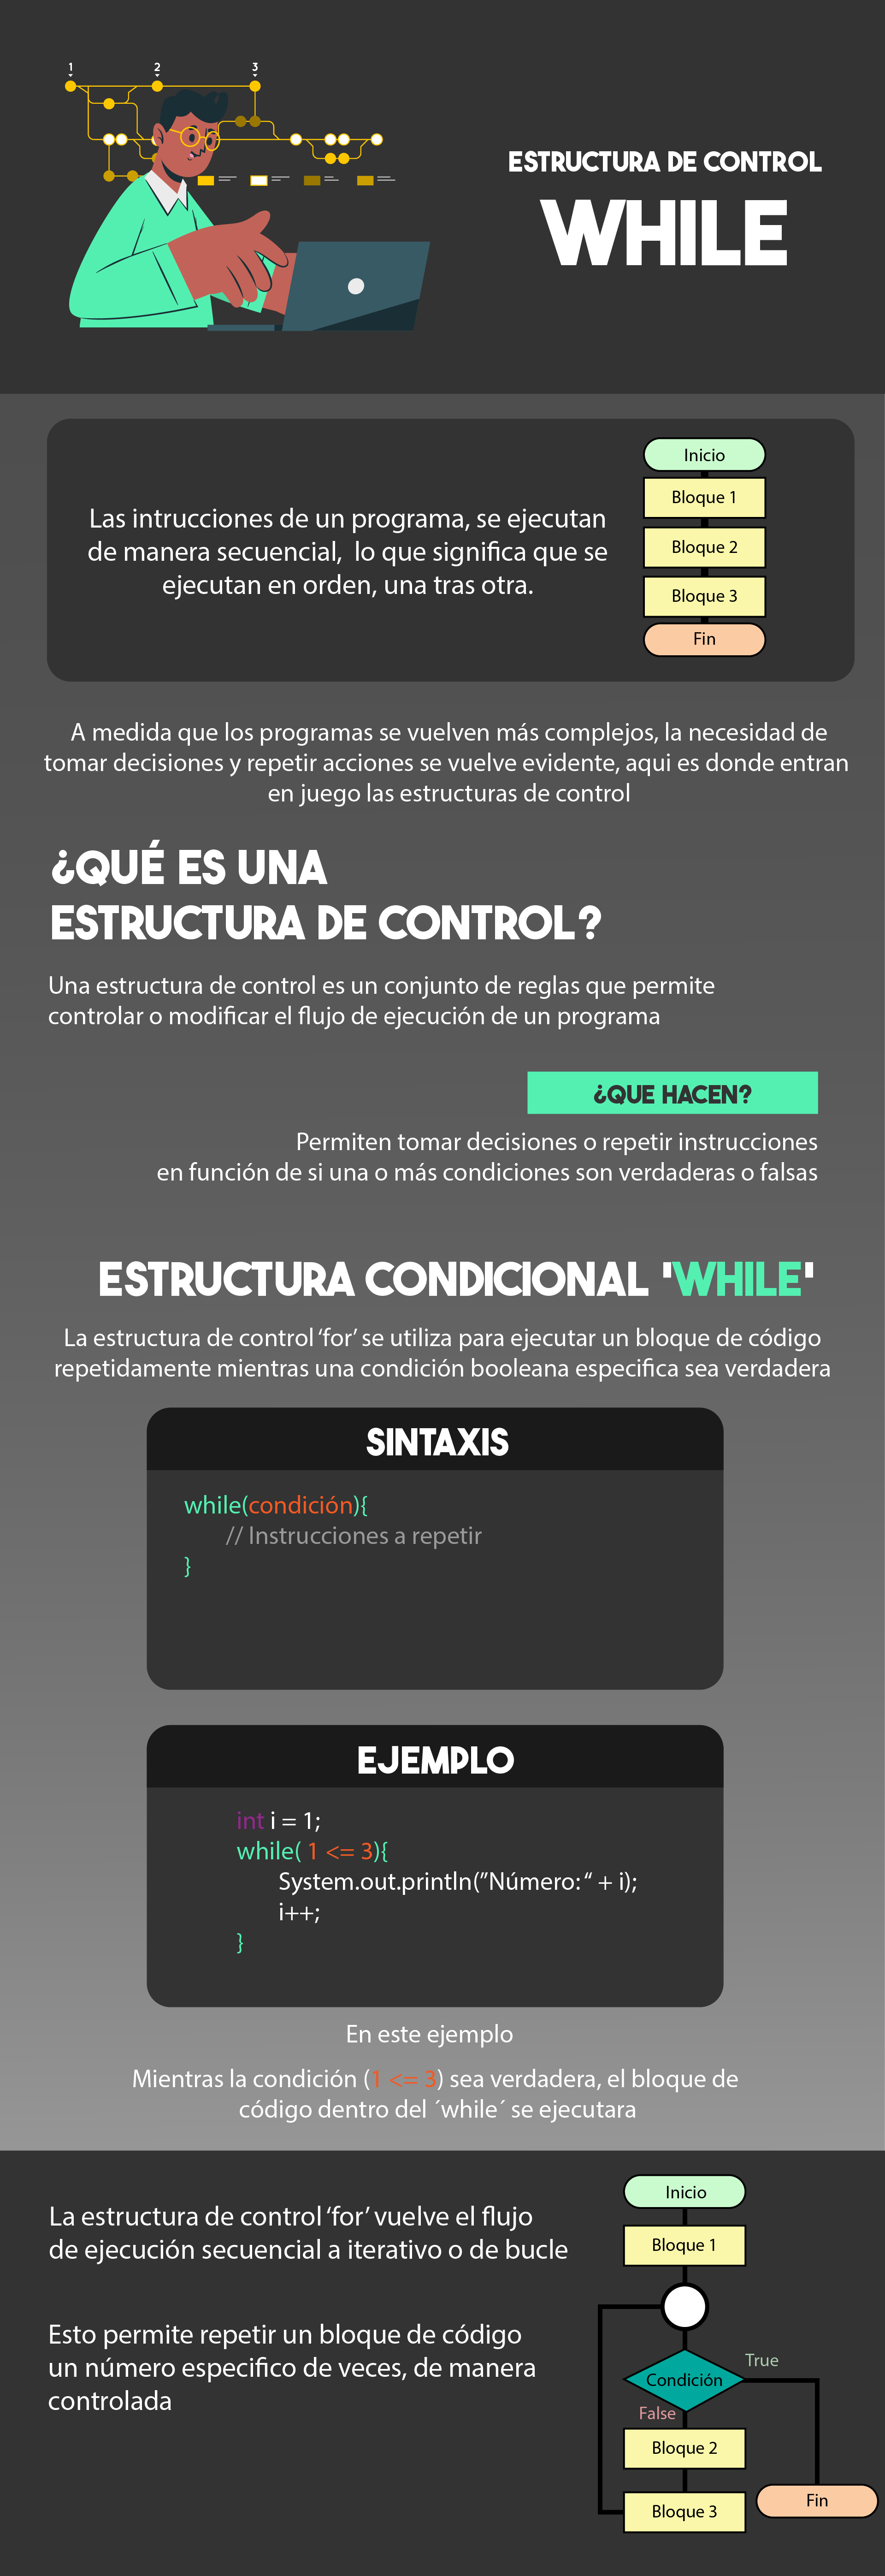 1 2 3
ESTRUCTURA DE CONTROL
WHILE
Las intrucciones de un programa, se ejecutan
de manera secuencial, lo que significa que se
ejecutan en orden, una tras otra.
Inicio
Bloque 1
Bloque 2
Bloque 3
Fin
A medida que los programas se vuelven más complejos, la necesidad de
tomar decisiones y repetir acciones se vuelve evidente, aqui es donde entran
en juego las estructuras de control
¿QUÉ ES UNA
ESTRUCTURA DE CONTROL?
Una estructura de control es un conjunto de reglas que permite
controlar o modificar el flujo de ejecución de un programa
¿QUE HACEN?
Permiten tomar decisiones o repetir instrucciones
en función de si una o más condiciones son verdaderas o falsas
ESTRUCTURA CONDICIONAL 'WHILE'
La estructura de control ‘for’ se utiliza para ejecutar un bloque de código
repetidamente mientras una condición booleana especifica sea verdadera
SINTAXIS
while(condición){
// Instrucciones a repetir
}
EJEMPLO
int i = 1;
while( 1 <= 3){
System.out.println(”Número: “ + i);
i++;
}
En este ejemplo
Mientras la condición (1 <= 3) sea verdadera, el bloque de
código dentro del ´while´ se ejecutara
La estructura de control ‘for’ vuelve el flujo
de ejecución secuencial a iterativo o de bucle
Esto permite repetir un bloque de código
un número especifico de veces, de manera
controlada
Inicio
Bloque 1
Condición
True
False
Bloque 2
Bloque 3
Fin